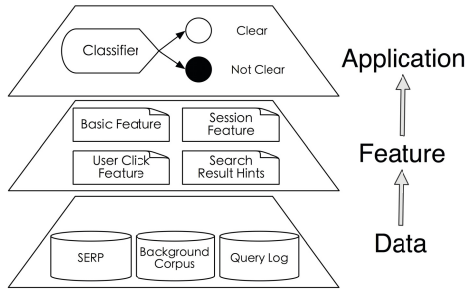 Clear
Classifier
Not Clear
Application
Basic Feature
Session
Feature
User Click
Feature
Search
Result Hints
Feature
SERP
Background
Corpus
Query Log
Data